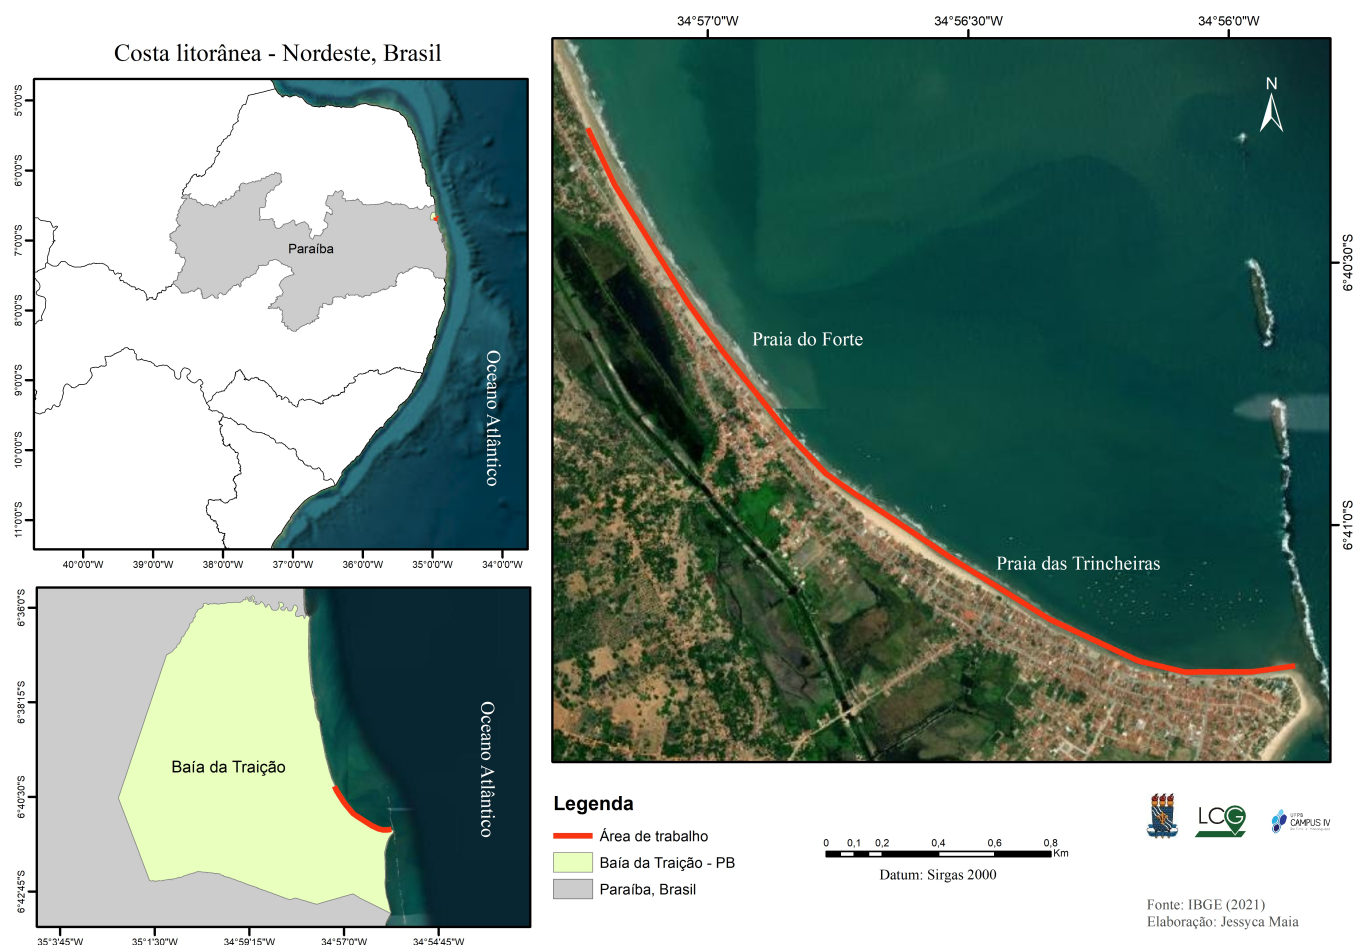 Costa litorânea - Nordeste, Brasil
5°0'0"S
6°0'0"S
7°0'0"S
8°0'0"S
9°0'0"S
10°0'0"S
11°0'0"S
Paraíba
Oceano Atlântico
40°0'0"W 39°0'0"W 38°0'0"W 37°0'0"W 36°0'0"W 35°0'0"W 34°0'0"W
6°36'0"S
6°38'15"S
6°40'30"S
6°42'45"S
Baía da Traição
Oceano Atlântico
35°3'45"W 35°1'30"W 34°59'15"W 34°57'0"W 34°54'45"W
34°57'0"W 34°56'30"W 34°56'0"W
N
6°40'30"S
6°41'0"S
Praia do Forte
Praia das Trincheiras
Legenda
Área de trabalho
Baía da Traição - PB
Paraíba, Brasil
0 0,1 0,2 0,4 0,6 0,8
Km
Datum: Sirgas 2000
LCG
UFPB
CAMPUS IV
Fonte: IBGE (2021)
Elaboração: Jessyca Maia